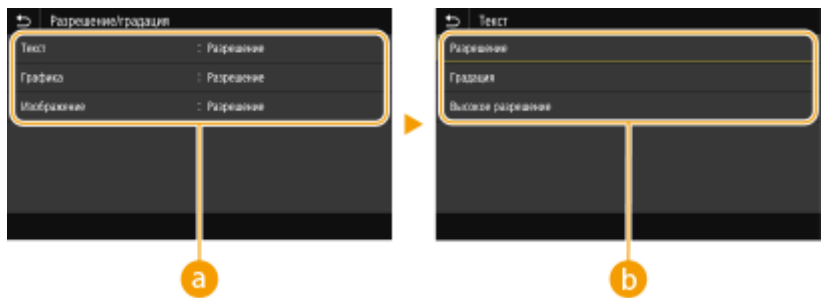 Разрешение/градация
Текст : Разрешение
Графика : Разрешение
Изображение : Разрешение
a
Текст
Разрешение
Градация
Высокое разрешение
b